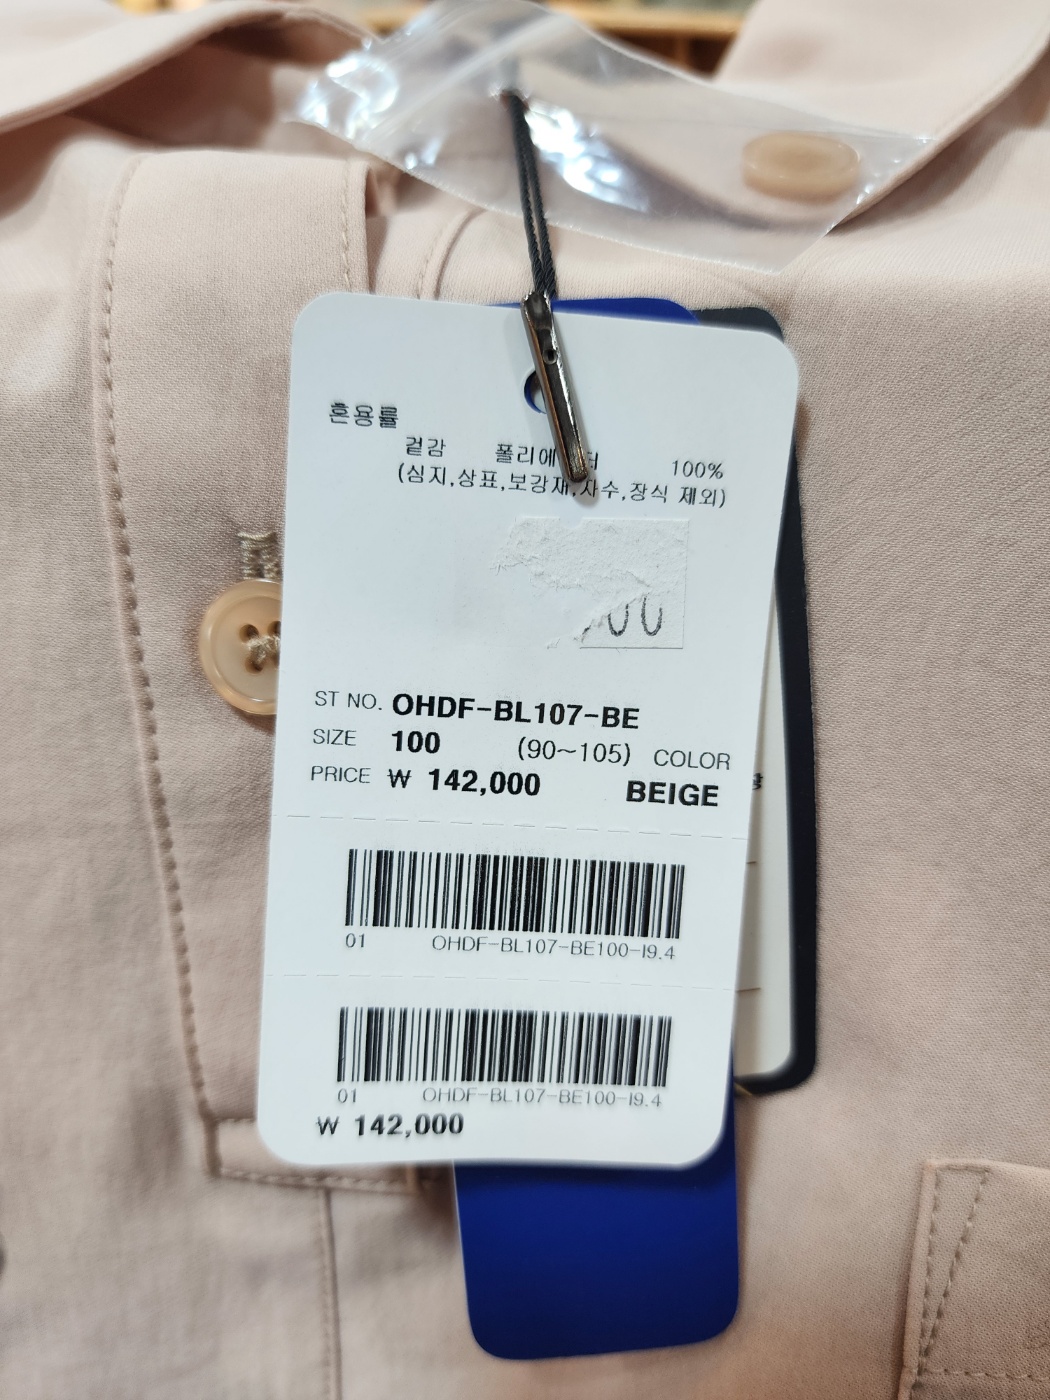 혼용률
겉감 폴리에 터 100%
(심지,상표,보강재,자수,장식 제외)
00
ST NO. OHDF-BL107-BE
SIZE 100 (90~105) COLOR
PRICE ₩ 142,000 BEIGE
01 OHDF-BL107-BE100-I9.4
01 OHDF-BL107-BE100-I9.4
₩ 142,000